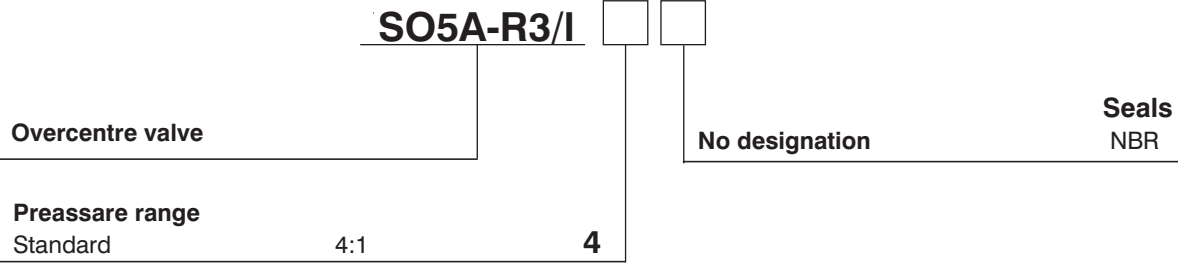 SO5A-R3/I
Overcentre valve
Seals
No designation NBR
Preassare range
Standard 4:1 4